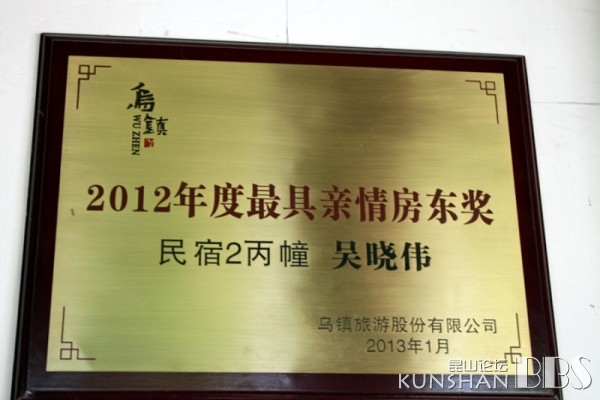 乌镇
WU ZHEN
2012年度最具亲情房东奖
民宿2丙幢 吴晓伟
乌镇旅游股份有限公司
2013年1月
昆山论坛
KUNSHAN BBS